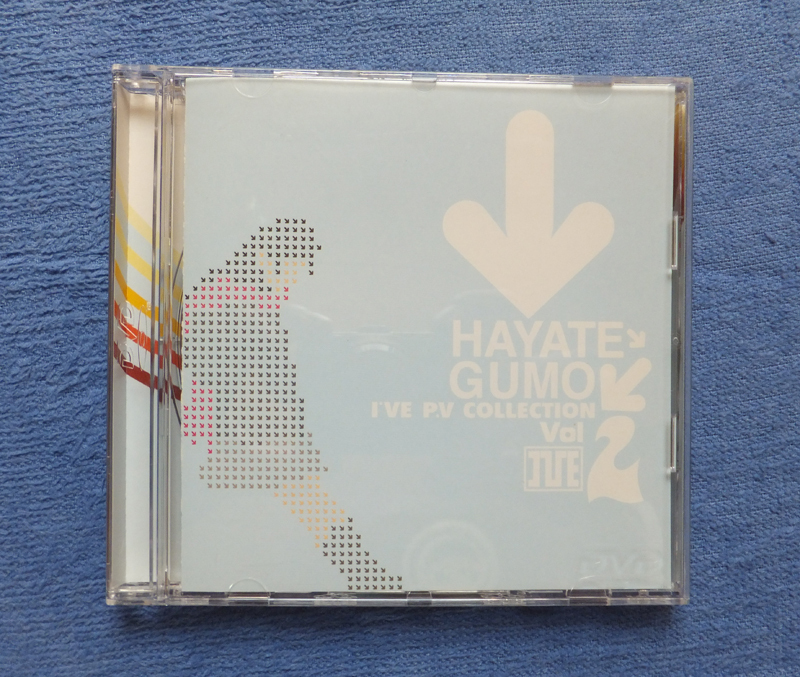 HAYATE
GUMO
I'VE P.V COLLECTION
Vol 2
I'VE
DVD